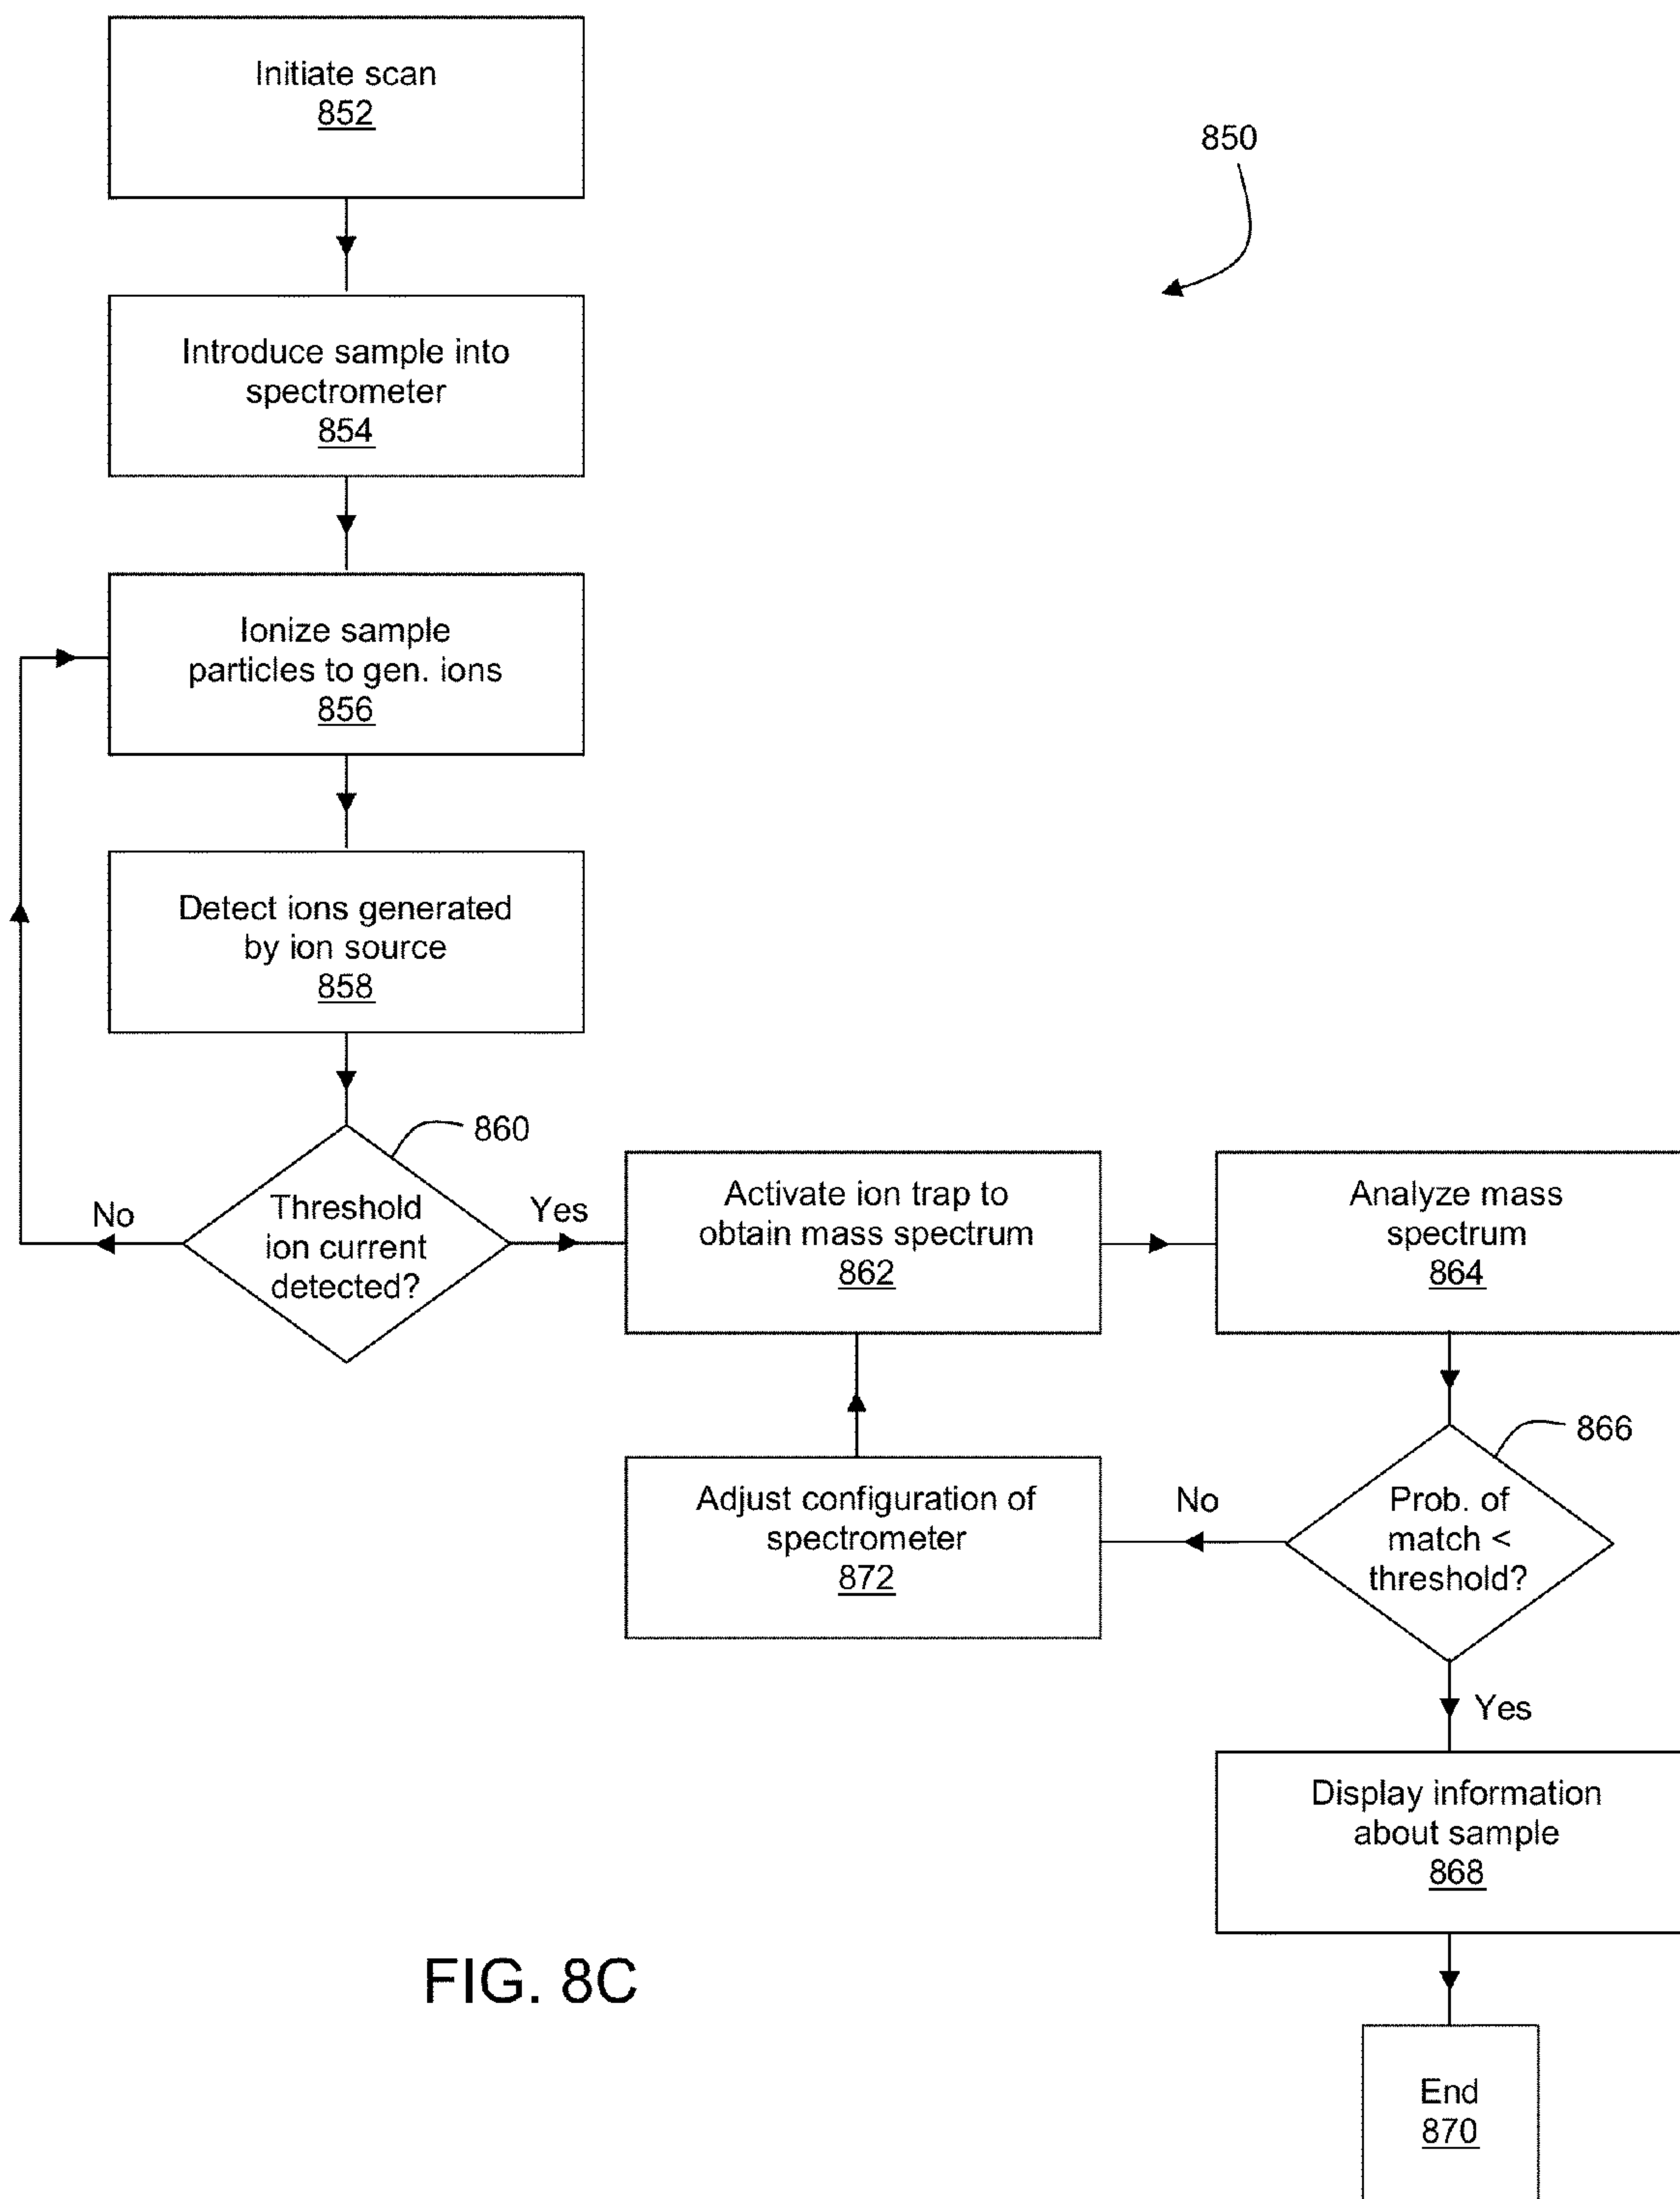 Initiate scan
852
850
Introduce sample into
spectrometer
854
Ionize sample
particles to gen. ions
856
Detect ions generated
by ion source
858
860
Threshold
ion current
detected?
No
Yes
Activate ion trap to
obtain mass spectrum
862
Analyze mass
spectrum
864
866
Prob. of
match <
threshold?
No
Adjust configuration of
spectrometer
872
Yes
Display information
about sample
868
End
870
FIG. 8C